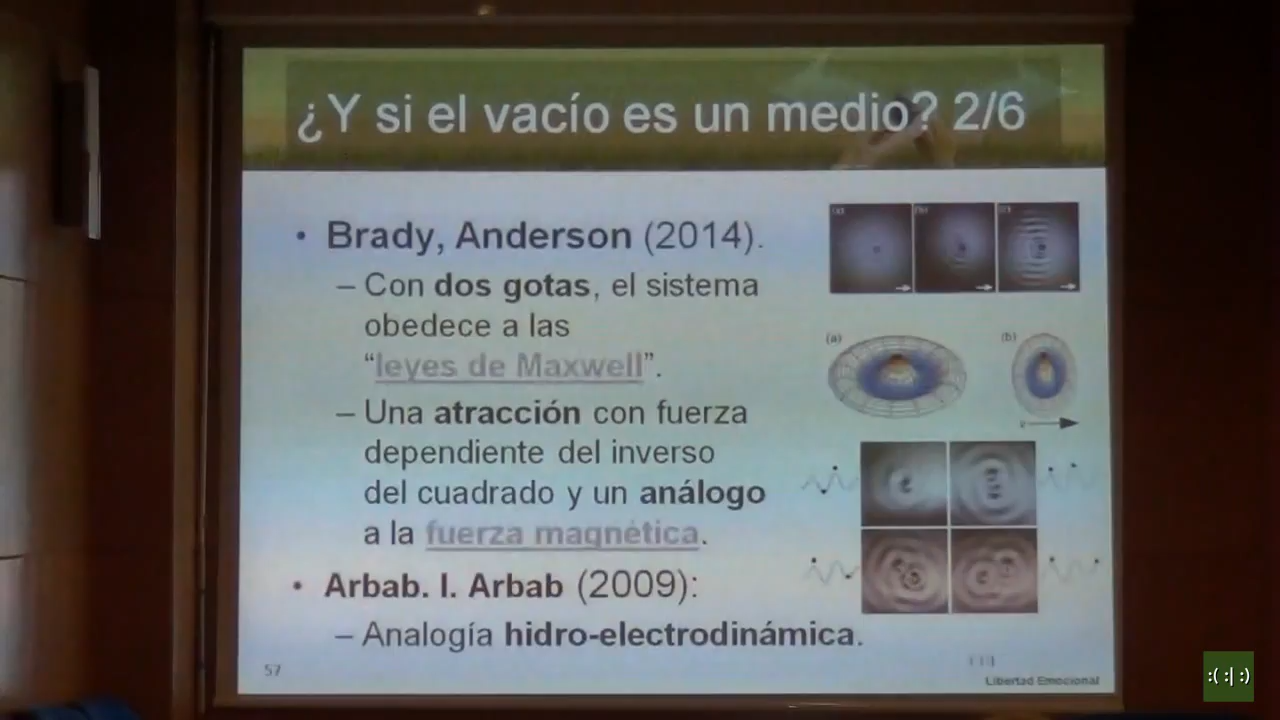 ¿Y si el vacío es un medio? 2/6
• Brady, Anderson (2014).
– Con dos gotas, el sistema
obedece a las
“leyes de Maxwell”.
– Una atracción con fuerza
dependiente del inverso
del cuadrado y un análogo
a la fuerza magnética.
• Arbab. I. Arbab (2009):
– Analogía hidro-electrodinámica.
(a) (b) (c)
(a) (b)
57
Libertad Emocional
:( :| :)